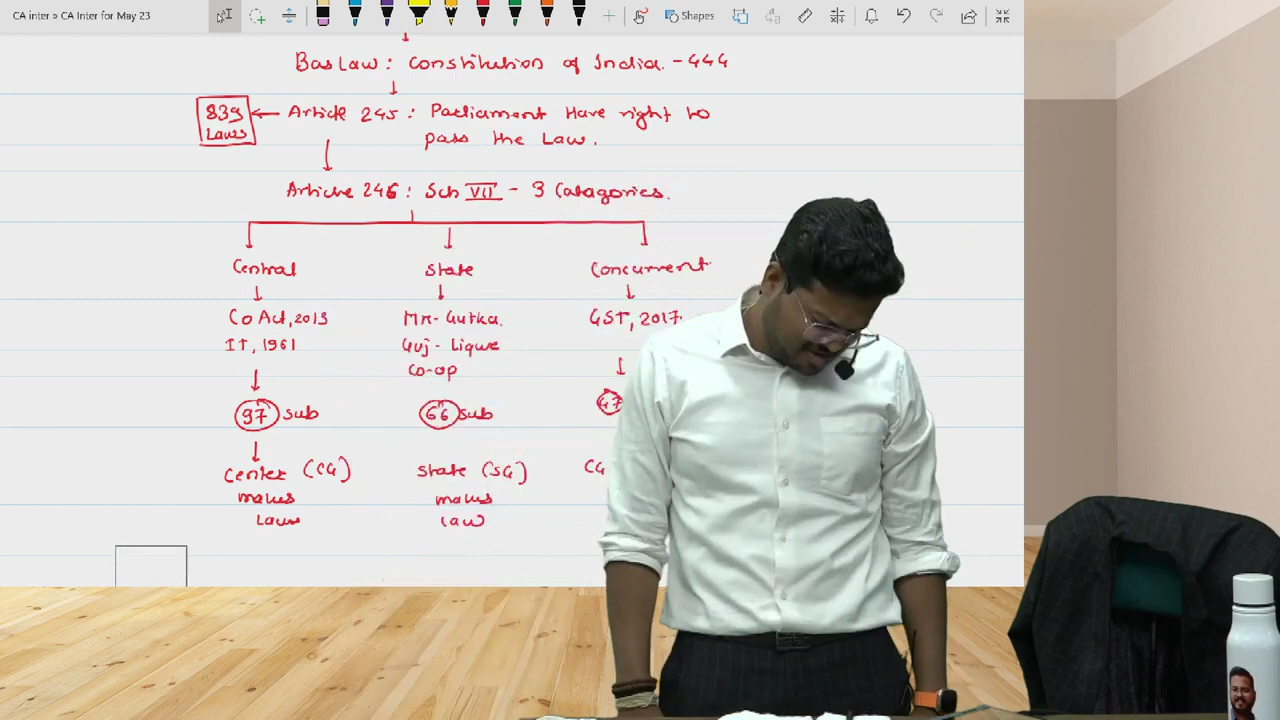 CA inter » CA Inter for May 23
Shapes
Bas Law : Constitution of India. - 444
839 Laws ← Article 245 : Parliament Have right to
pass the Law.
Article 246 : Sch VII - 3 Catagories.
Central State Concurrent
Co Act, 2013 MH - Gutka. GST, 2017
IT, 1961 Guj - Liquor
Co-op
97 sub 66 sub 47
Center (CG) State (SG) CG
makes makes
Laws Law